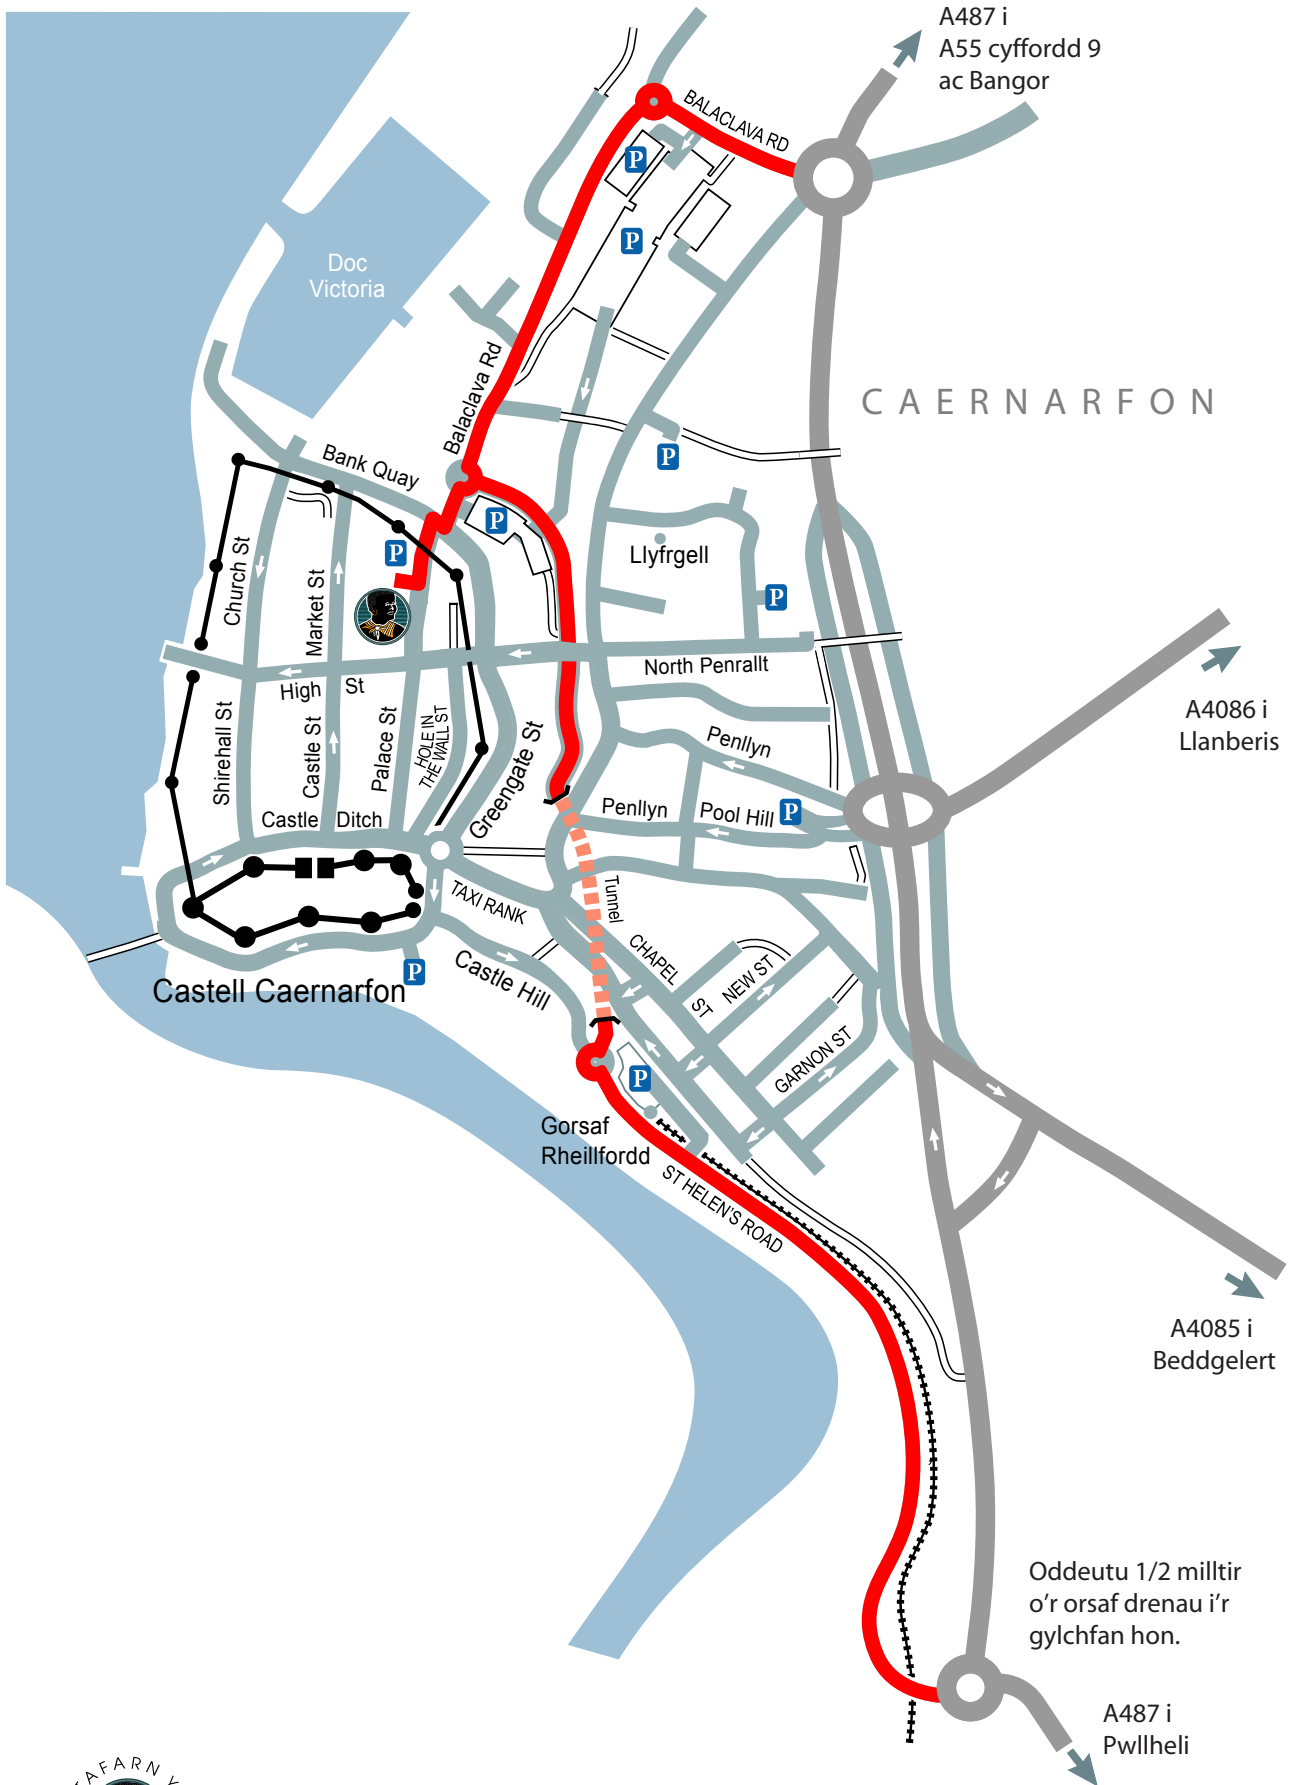 A487 i
A55 cyffordd 9
ac Bangor
BALACLAVA RD
P
P
Doc
Victoria
Balaclava Rd
CAERNARFON
P
Bank Quay
P
P
Llyfrgell
P
Church St
Market St
North Penrallt
High St
A4086 i
Llanberis
Shirehall St
Castle St
Palace St
HOLE IN
THE WALL ST
Greengate St
Penllyn
Penllyn
Pool Hill
P
Castle Ditch
TAXI RANK
Tunnel
CHAPEL ST
NEW ST
Castle Hill
P
Castell Caernarfon
GARNON ST
P
Gorsaf
Rheillffordd
ST HELEN'S ROAD
A4085 i
Beddgelert
Oddeutu 1/2 milltir
o'r orsaf drenau i'r
gylchfan hon.
A487 i
Pwllheli